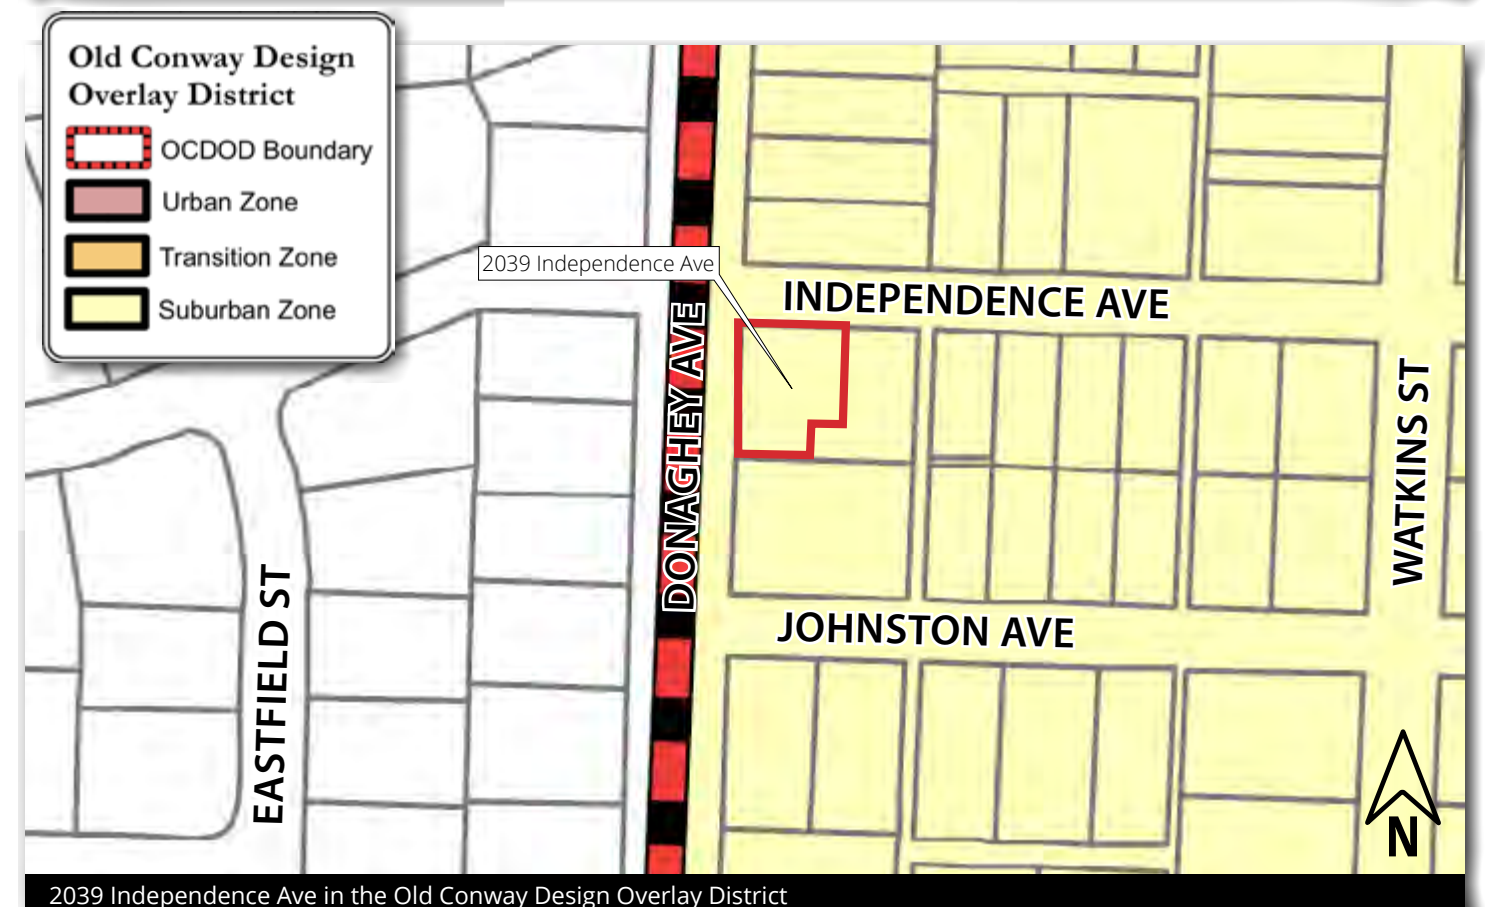 Old Conway Design
Overlay District
OCDOD Boundary
Urban Zone
Transition Zone
Suburban Zone
2039 Independence Ave
INDEPENDENCE AVE
DONAGHEY AVE
WATKINS ST
EASTFIELD ST
JOHNSTON AVE
N
2039 Independence Ave in the Old Conway Design Overlay District